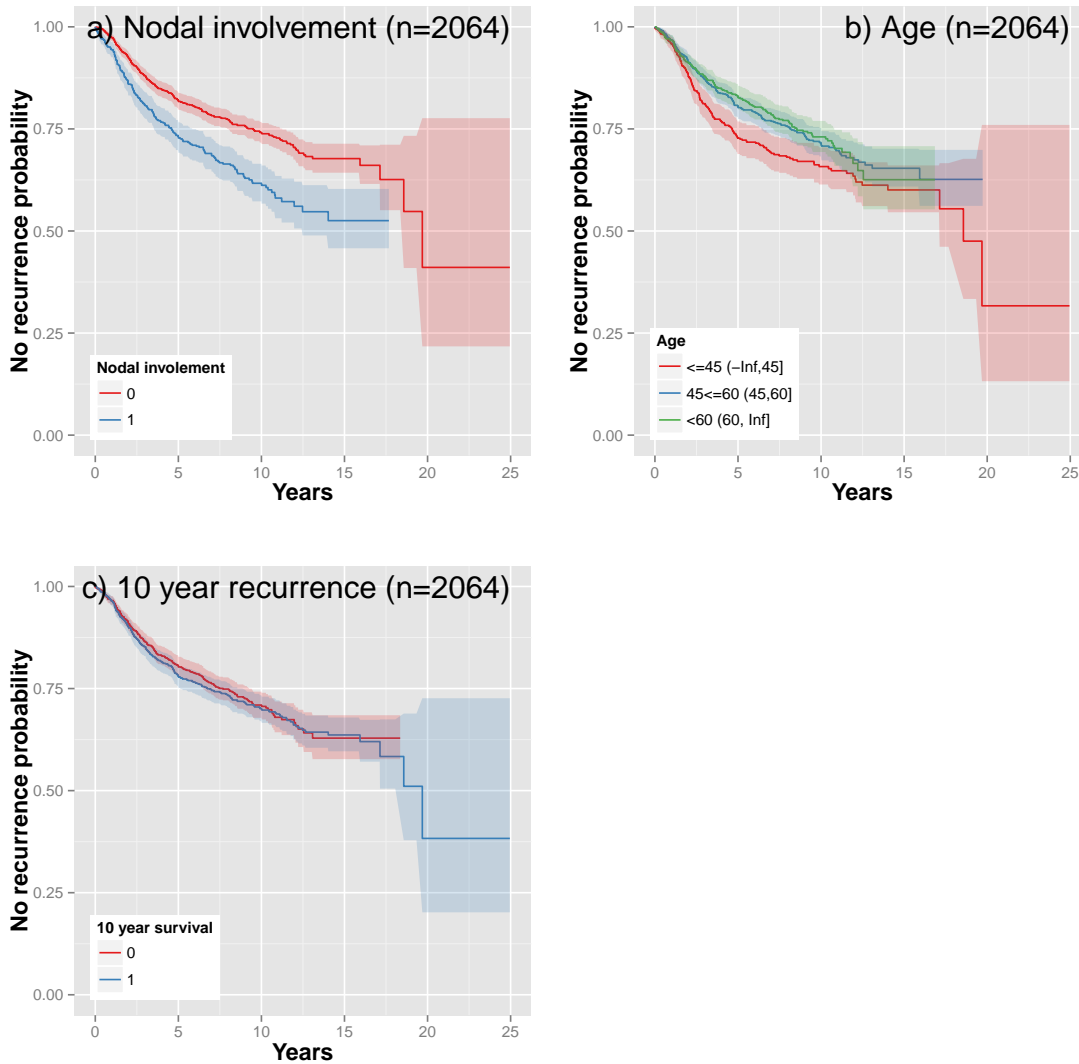 a) Nodal involvement (n=2064)
No recurrence probability
1.00
0.75
0.50
0.25
0.00
Nodal involement
0
1
0 5 10 15 20 25
Years
b) Age (n=2064)
No recurrence probability
1.00
0.75
0.50
0.25
0.00
Age
<=45 (−Inf,45]
45<=60 (45,60]
<60 (60, Inf]
0 5 10 15 20 25
Years
c) 10 year recurrence (n=2064)
No recurrence probability
1.00
0.75
0.50
0.25
0.00
10 year survival
0
1
0 5 10 15 20 25
Years